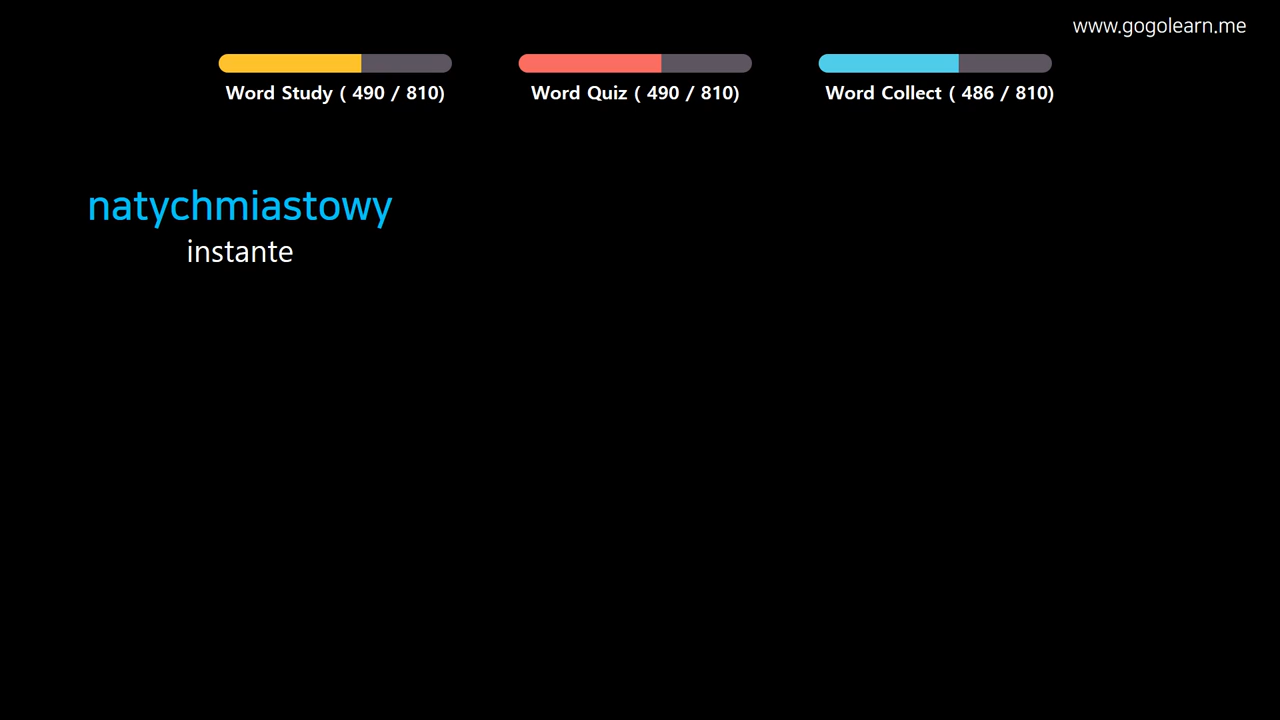 www.gogolearn.me
Word Study ( 490 / 810)
Word Quiz ( 490 / 810)
Word Collect ( 486 / 810)
natychmiastowy
instante